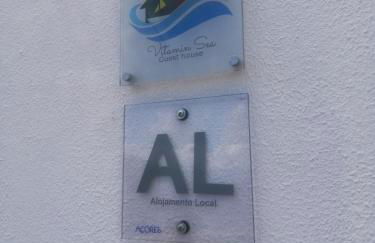 Vitamin Sea
Guest house
AL
Alojamento Local
AÇORES